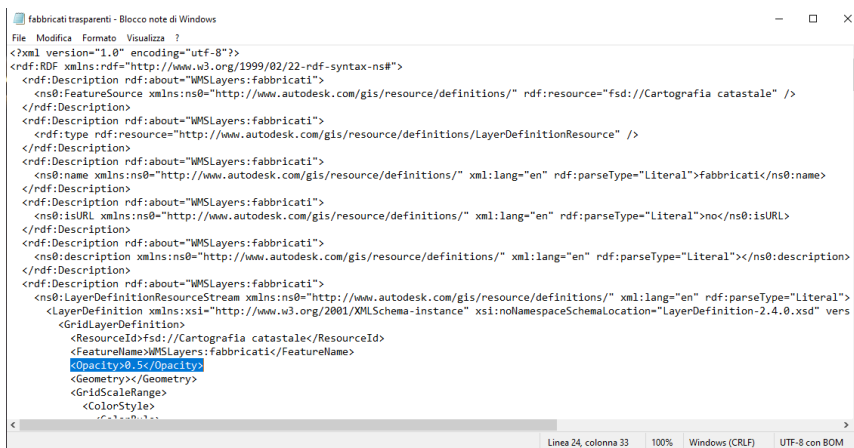 fabbricati trasparenti - Blocco note di Windows
File Modifica Formato Visualizza ?
<?xml version="1.0" encoding="utf-8"?>
<rdf:RDF xmlns:rdf="http://www.w3.org/1999/02/22-rdf-syntax-ns#">
<rdf:Description rdf:about="WMSLayers:fabbricati">
<ns0:FeatureSource xmlns:ns0="http://www.autodesk.com/gis/resource/definitions/" rdf:resource="fsd://Cartografia catastale" />
</rdf:Description>
<rdf:Description rdf:about="WMSLayers:fabbricati">
<rdf:type rdf:resource="http://www.autodesk.com/gis/resource/definitions/LayerDefinitionResource" />
</rdf:Description>
<rdf:Description rdf:about="WMSLayers:fabbricati">
<ns0:name xmlns:ns0="http://www.autodesk.com/gis/resource/definitions/" xml:lang="en" rdf:parseType="Literal">fabbricati</ns0:name>
</rdf:Description>
<rdf:Description rdf:about="WMSLayers:fabbricati">
<ns0:isURL xmlns:ns0="http://www.autodesk.com/gis/resource/definitions/" xml:lang="en" rdf:parseType="Literal">no</ns0:isURL>
</rdf:Description>
<rdf:Description rdf:about="WMSLayers:fabbricati">
<ns0:description xmlns:ns0="http://www.autodesk.com/gis/resource/definitions/" xml:lang="en" rdf:parseType="Literal"></ns0:description>
</rdf:Description>
<rdf:Description rdf:about="WMSLayers:fabbricati">
<ns0:LayerDefinitionResourceStream xmlns:ns0="http://www.autodesk.com/gis/resource/definitions/" xml:lang="en" rdf:parseType="Literal">
<LayerDefinition xmlns:xsi="http://www.w3.org/2001/XMLSchema-instance" xsi:noNamespaceSchemaLocation="LayerDefinition-2.4.0.xsd" vers
<GridLayerDefinition>
<ResourceId>fsd://Cartografia catastale</ResourceId>
<FeatureName>WMSLayers:fabbricati</FeatureName>
<Opacity>0.5</Opacity>
<Geometry></Geometry>
<GridScaleRange>
<ColorStyle>
Linea 24, colonna 33 100% Windows (CRLF) UTF-8 con BOM